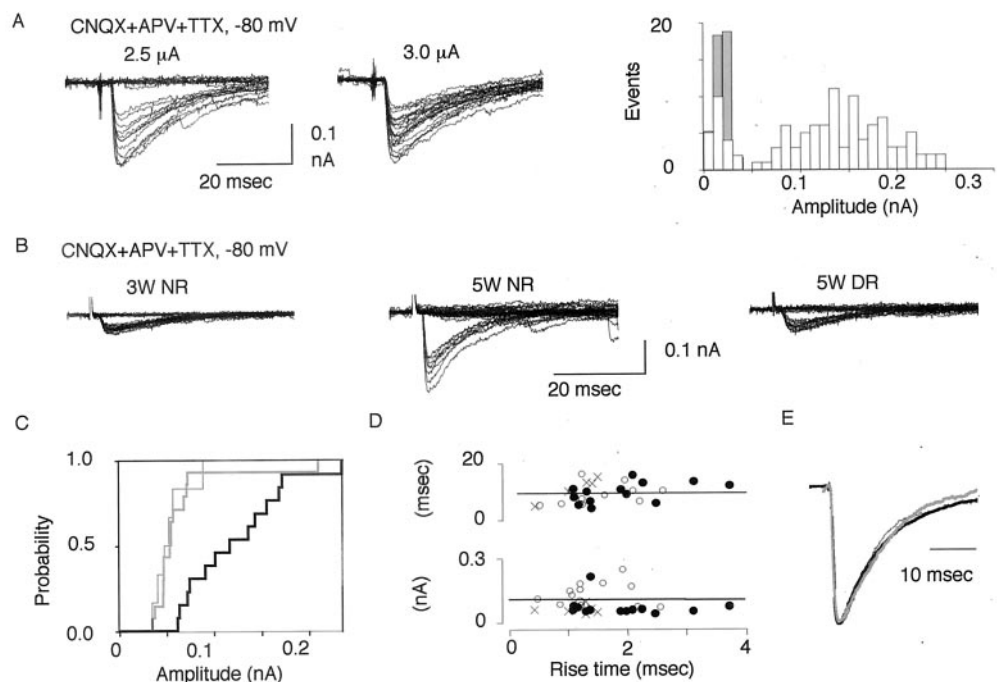 A
CNQX+APV+TTX, -80 mV
2.5 μA
3.0 μA
0.1
nA
20 msec
Events
20
0
0
0.1
0.2
0.3
Amplitude (nA)
B
CNQX+APV+TTX, -80 mV
3W NR
5W NR
5W DR
0.1 nA
20 msec
C
Probability
1.0
0.5
0.0
0
0.1
0.2
Amplitude (nA)
D
(msec)
20
0
(nA)
0.3
0
0
2
4
Rise time (msec)
E
10 msec